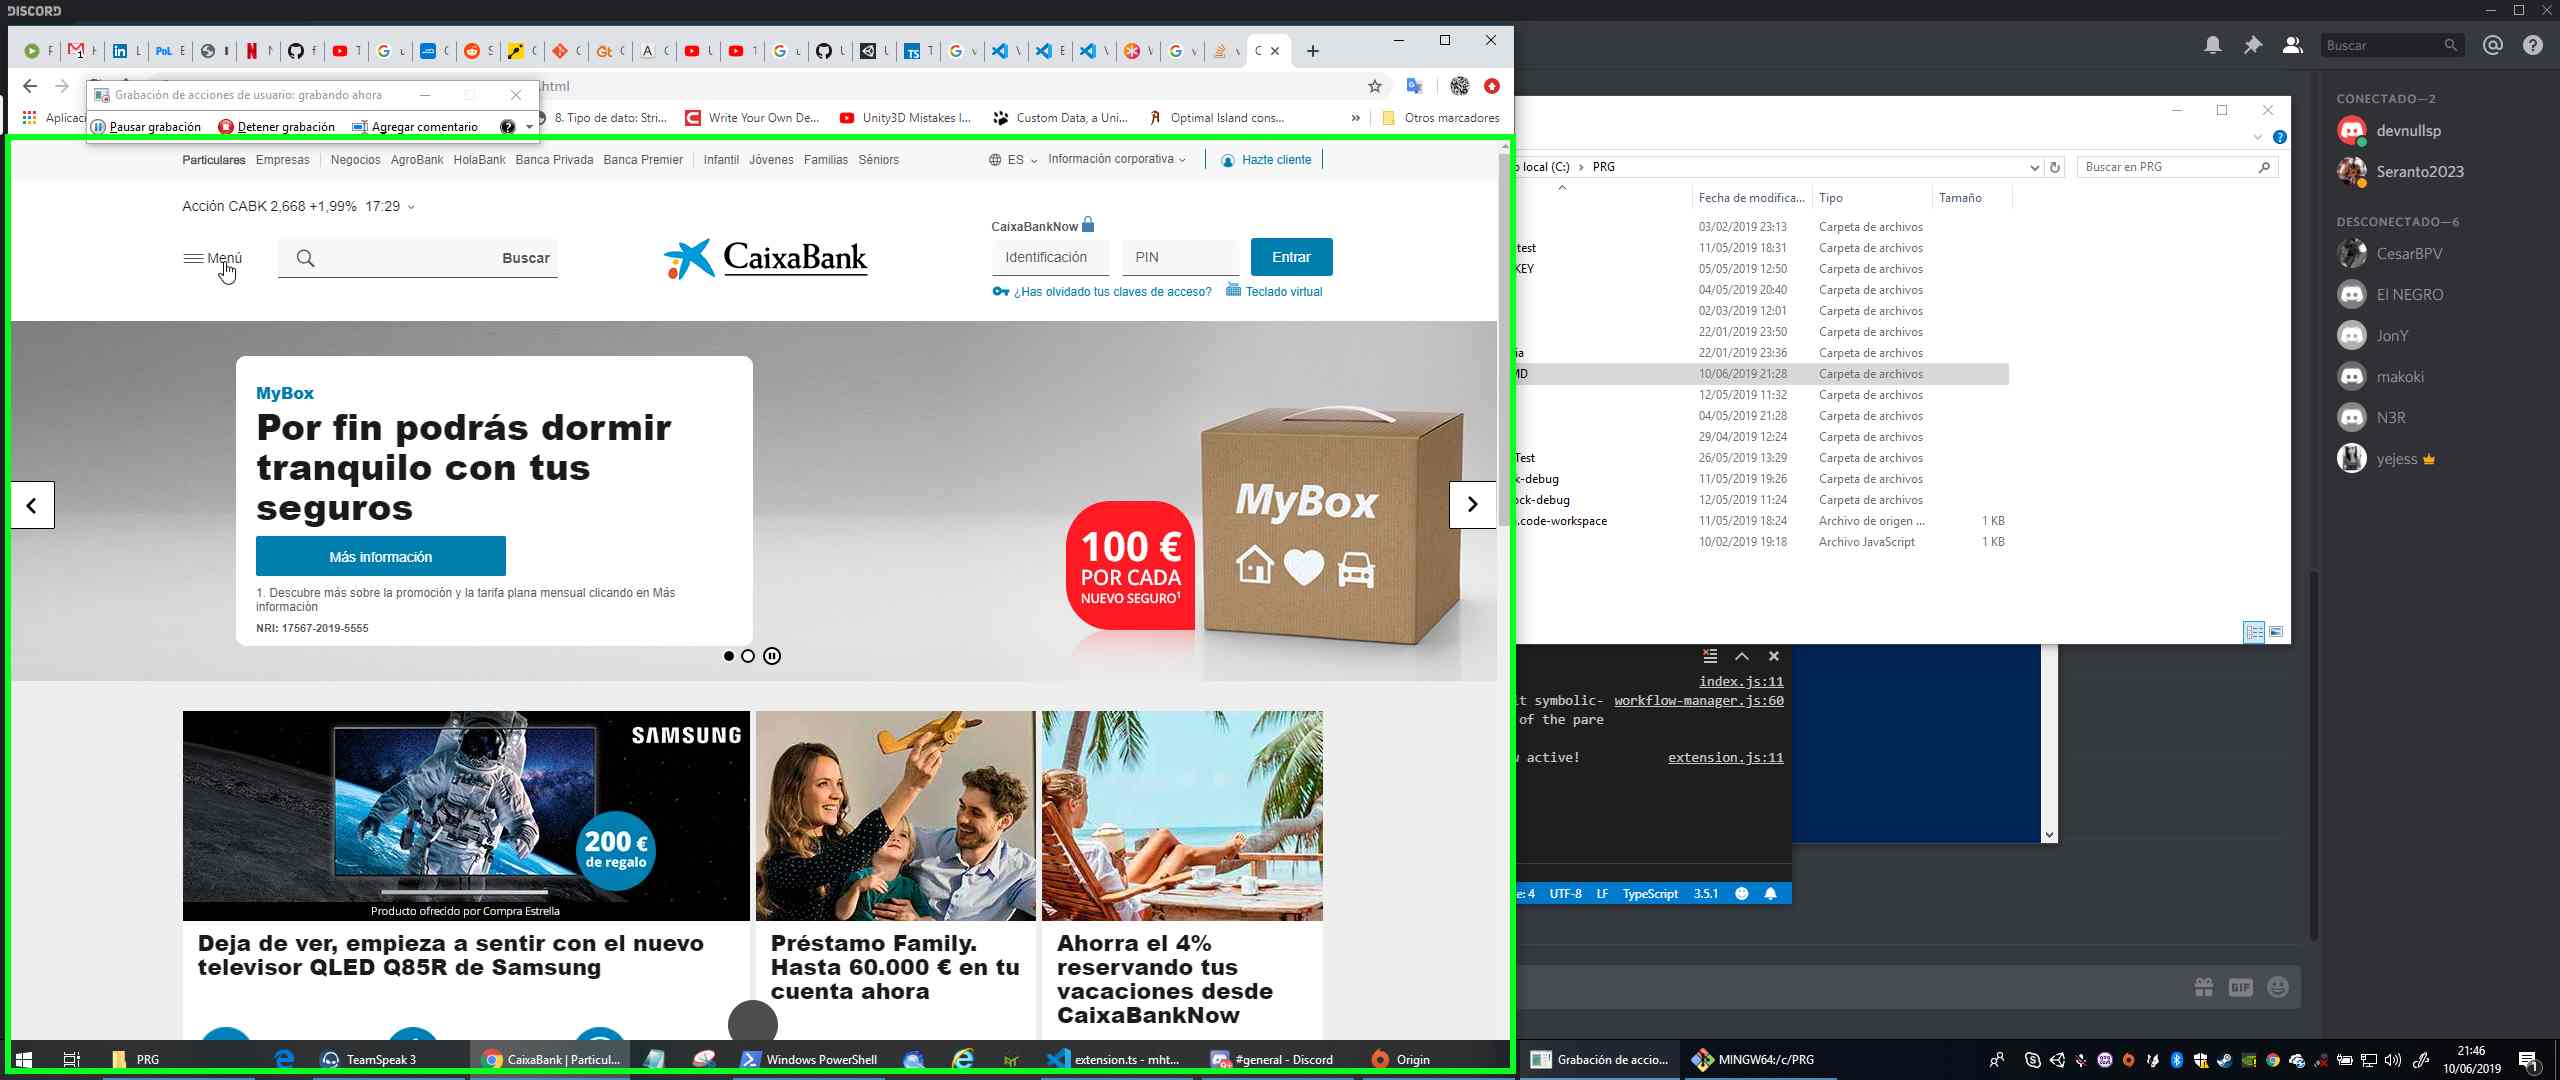 DISCORD
Grabación de acciones de usuario: grabando ahora
.html
Pausar grabación
Detener grabación
Agregar comentario
8. Tipo de dato: Stri...
Write Your Own De...
Unity3D Mistakes I...
Custom Data, a Uni...
Optimal Island cons...
Otros marcadores
Particulares Empresas Negocios AgroBank HolaBank Banca Privada Banca Premier Infantil Jóvenes Familias Séniors
ES Información corporativa Hazte cliente
Acción CABK 2,668 +1,99% 17:29
CaixaBankNow
Menú
Buscar
CaixaBank
Identificación
PIN
Entrar
¿Has olvidado tus claves de acceso?
Teclado virtual
MyBox
Por fin podrás dormir
tranquilo con tus
seguros
Más información
1. Descubre más sobre la promoción y la tarifa plana mensual clicando en Más
información
NRI: 17567-2019-5555
100 €
POR CADA
NUEVO SEGURO¹
MyBox
SAMSUNG
200 €
de regalo
Producto ofrecido por Compra Estrella
Deja de ver, empieza a sentir con el nuevo
televisor QLED Q85R de Samsung
Préstamo Family.
Hasta 60.000 € en tu
cuenta ahora
Ahorra el 4%
reservando tus
vacaciones desde
CaixaBankNow
o local (C:) › PRG
Buscar en PRG
Fecha de modifica... Tipo Tamaño
03/02/2019 23:13 Carpeta de archivos
test 11/05/2019 18:31 Carpeta de archivos
KEY 05/05/2019 12:50 Carpeta de archivos
04/05/2019 20:40 Carpeta de archivos
02/03/2019 12:01 Carpeta de archivos
22/01/2019 23:50 Carpeta de archivos
ia 22/01/2019 23:36 Carpeta de archivos
MD 10/06/2019 21:28 Carpeta de archivos
12/05/2019 11:32 Carpeta de archivos
04/05/2019 21:28 Carpeta de archivos
29/04/2019 12:24 Carpeta de archivos
Test 26/05/2019 13:29 Carpeta de archivos
k-debug 11/05/2019 19:26 Carpeta de archivos
ock-debug 12/05/2019 11:24 Carpeta de archivos
.code-workspace 11/05/2019 18:24 Archivo de origen ... 1 KB
10/02/2019 19:18 Archivo JavaScript 1 KB
index.js:11
it symbolic- workflow-manager.js:60
of the pare
w active! extension.js:11
e: 4 UTF-8 LF TypeScript 3.5.1
Buscar
CONECTADO—2
devnullsp
Seranto2023
DESCONECTADO—6
CesarBPV
El NEGRO
JonY
makoki
N3R
yejess
GIF
PRG
TeamSpeak 3
CaixaBank | Particul...
Windows PowerShell
extension.ts - mht...
#general - Discord
Origin
Grabación de accio...
MINGW64:/c/PRG
21:46
10/06/2019
1